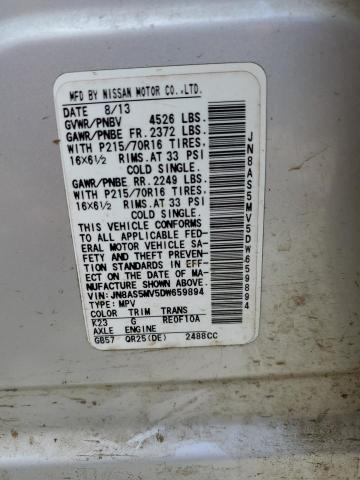 MFD BY NISSAN MOTOR CO.,LTD.
DATE 8/13
GVWR/PNBV 4526 LBS.
GAWR/PNBE FR. 2372 LBS.
WITH P215/70R16 TIRES,
16X6½ RIMS.AT 33 PSI
COLD SINGLE.
GAWR/PNBE RR. 2249 LBS.
WITH P215/70R16 TIRES,
16X6½ RIMS.AT 33 PSI
COLD SINGLE.
THIS VEHICLE CONFORMS
TO ALL APPLICABLE FED-
ERAL MOTOR VEHICLE SA-
FETY AND THEFT PREVEN-
TION STANDARDS IN EFF-
ECT ON THE DATE OF MA-
NUFACTURE SHOWN ABOVE.
VIN:JN8AS5MV5DW659894
TYPE:MPV
COLOR TRIM TRANS
K23 G RE0F10A
AXLE ENGINE
GB57 QR25(DE) 2488CC
JN8AS5MV5DW659894